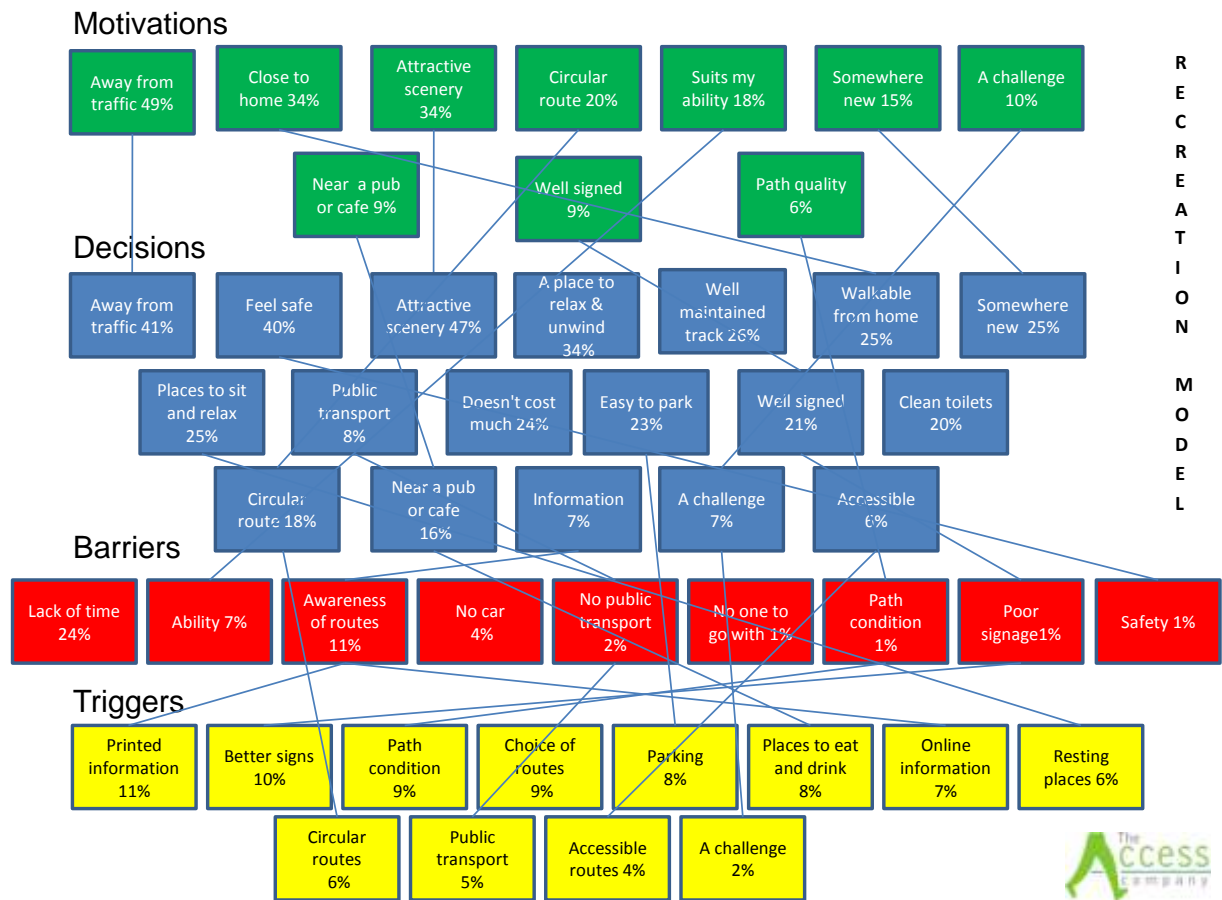 Motivations
Away from
traffic 49%
Close to
home 34%
Attractive
scenery
34%
Circular
route 20%
Suits my
ability 18%
Somewhere
new 15%
A challenge
10%
Near a pub
or cafe 9%
Well signed
9%
Path quality
6%
Decisions
Away from
traffic 41%
Feel safe
40%
Attractive
scenery 47%
A place to
relax &
unwind
34%
Well
maintained
track 26%
Walkable
from home
25%
Somewhere
new 25%
Places to sit
and relax
25%
Public
transport
8%
Doesn't cost
much 24%
Easy to park
23%
Well signed
21%
Clean toilets
20%
Circular
route 18%
Near a pub
or cafe
16%
Information
7%
A challenge
7%
Accessible
6%
Barriers
Lack of time
24%
Ability 7%
Awareness
of routes
11%
No car
4%
No public
transport
2%
No one to
go with 1%
Path
condition
1%
Poor
signage1%
Safety 1%
Triggers
Printed
information
11%
Better signs
10%
Path
condition
9%
Choice of
routes
9%
Parking
8%
Places to eat
and drink
8%
Online
information
7%
Resting
places 6%
Circular
routes
6%
Public
transport
5%
Accessible
routes 4%
A challenge
2%
R
E
C
R
E
A
T
I
O
N
M
O
D
E
L
The
Access
company